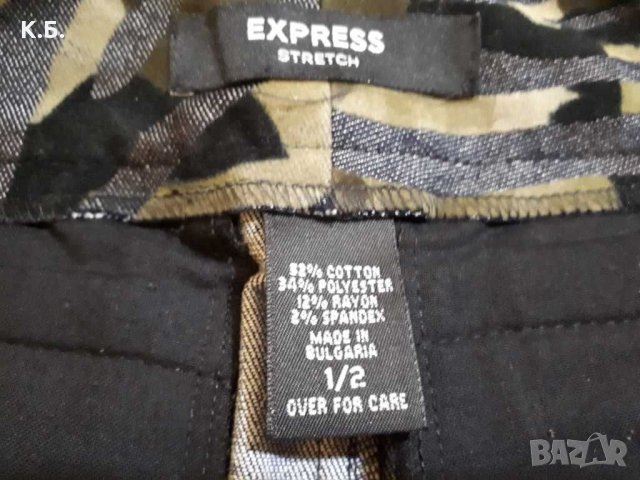 К.Б.
EXPRESS
STRETCH
52% COTTON
34% POLYESTER
12% RAYON
2% SPANDEX
MADE IN
BULGARIA
1/2
OVER FOR CARE
BAZAR